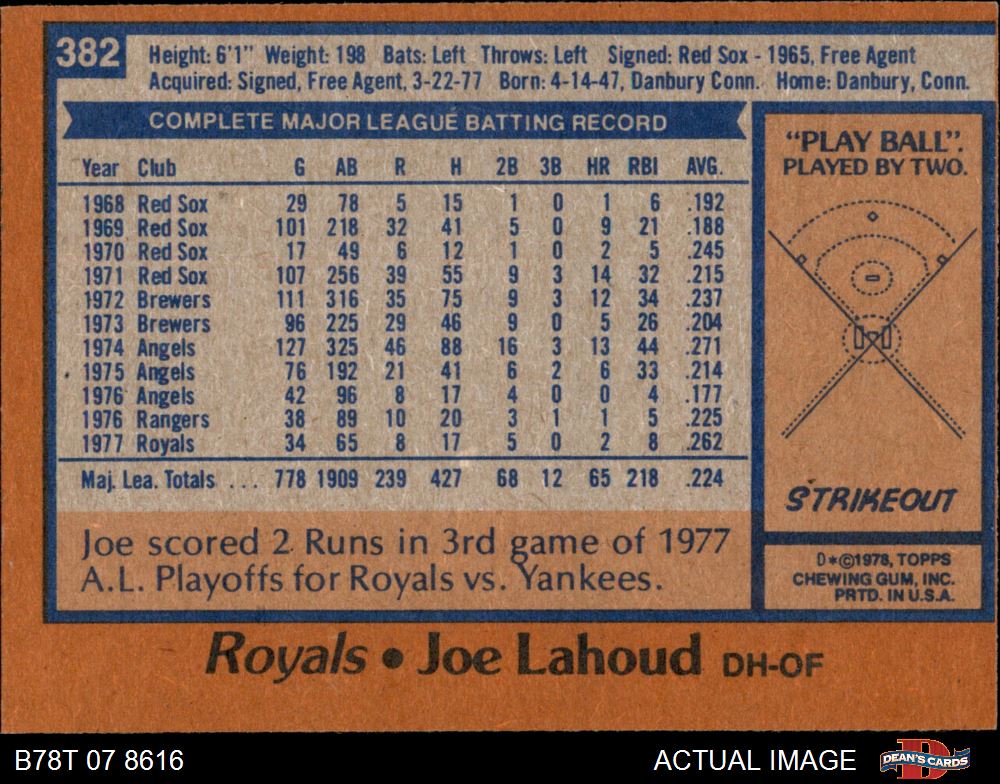 382
Height: 6'1" Weight: 198 Bats: Left Throws: Left Signed: Red Sox - 1965, Free Agent
Acquired: Signed, Free Agent, 3-22-77 Born: 4-14-47, Danbury Conn. Home: Danbury, Conn.
COMPLETE MAJOR LEAGUE BATTING RECORD
Year Club G AB R H 2B 3B HR RBI AVG.
1968 Red Sox 29 78 5 15 1 0 1 6 .192
1969 Red Sox 101 218 32 41 5 0 9 21 .188
1970 Red Sox 17 49 6 12 1 0 2 5 .245
1971 Red Sox 107 256 39 55 9 3 14 32 .215
1972 Brewers 111 316 35 75 9 3 12 34 .237
1973 Brewers 96 225 29 46 9 0 5 26 .204
1974 Angels 127 325 46 88 16 3 13 44 .271
1975 Angels 76 192 21 41 6 2 6 33 .214
1976 Angels 42 96 8 17 4 0 0 4 .177
1976 Rangers 38 89 10 20 3 1 1 5 .225
1977 Royals 34 65 8 17 5 0 2 8 .262
Maj. Lea. Totals . . . 778 1909 239 427 68 12 65 218 .224
Joe scored 2 Runs in 3rd game of 1977
A.L. Playoffs for Royals vs. Yankees.
"PLAY BALL".
PLAYED BY TWO.
STRIKEOUT
D*©1978, TOPPS
CHEWING GUM, INC.
PRTD. IN U.S.A.
Royals • Joe Lahoud DH-OF
B78T 07 8616
ACTUAL IMAGE
D
DEAN'S CARDS